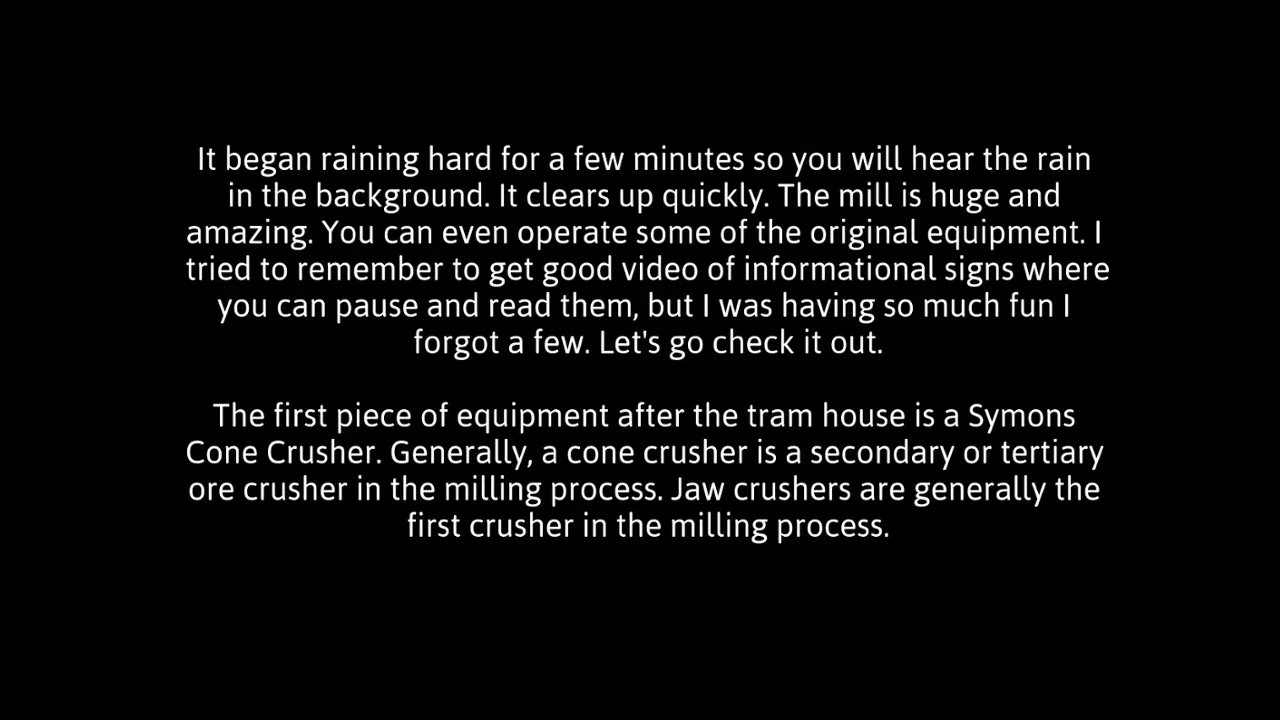 It began raining hard for a few minutes so you will hear the rain
in the background. It clears up quickly. The mill is huge and
amazing. You can even operate some of the original equipment. I
tried to remember to get good video of informational signs where
you can pause and read them, but I was having so much fun I
forgot a few. Let's go check it out.
The first piece of equipment after the tram house is a Symons
Cone Crusher. Generally, a cone crusher is a secondary or tertiary
ore crusher in the milling process. Jaw crushers are generally the
first crusher in the milling process.